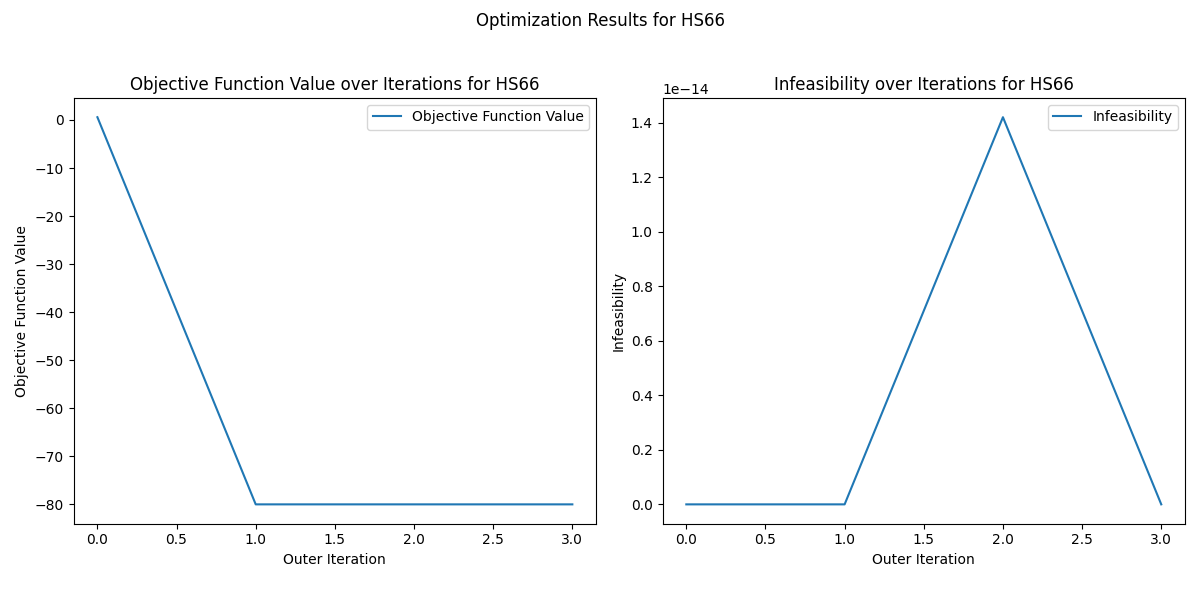 Optimization Results for HS66
Objective Function Value over Iterations for HS66
Objective Function Value
0
−10
−20
−30
−40
−50
−60
−70
−80
Objective Function Value
0.0 0.5 1.0 1.5 2.0 2.5 3.0
Outer Iteration
Infeasibility over Iterations for HS66
1e−14
Infeasibility
1.4
1.2
1.0
0.8
0.6
0.4
0.2
0.0
Infeasibility
0.0 0.5 1.0 1.5 2.0 2.5 3.0
Outer Iteration